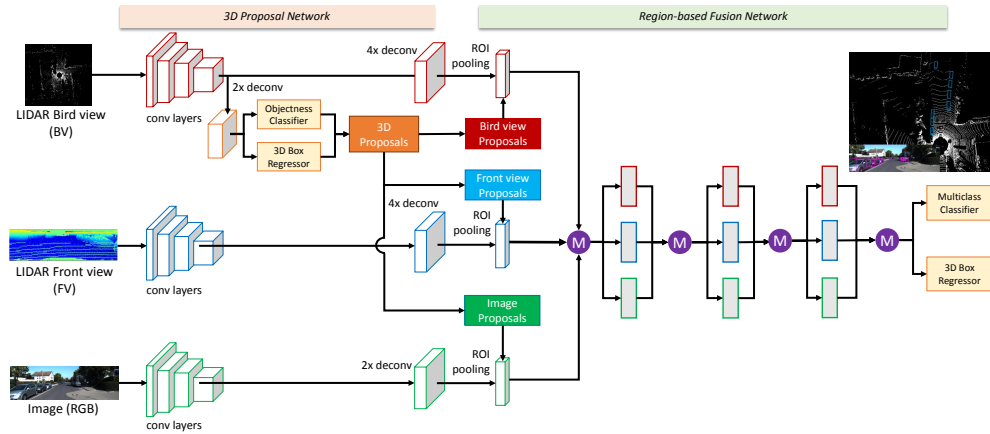 3D Proposal Network
Region-based Fusion Network
4x deconv
ROI
pooling
2x deconv
LIDAR Bird view
(BV)
conv layers
Objectness
Classifier
3D Box
Regressor
3D
Proposals
Bird view
Proposals
Front view
Proposals
4x deconv
ROI
pooling
LIDAR Front view
(FV)
conv layers
M
M
M
M
Multiclass
Classifier
3D Box
Regressor
Image
Proposals
2x deconv
ROI
pooling
Image (RGB)
conv layers